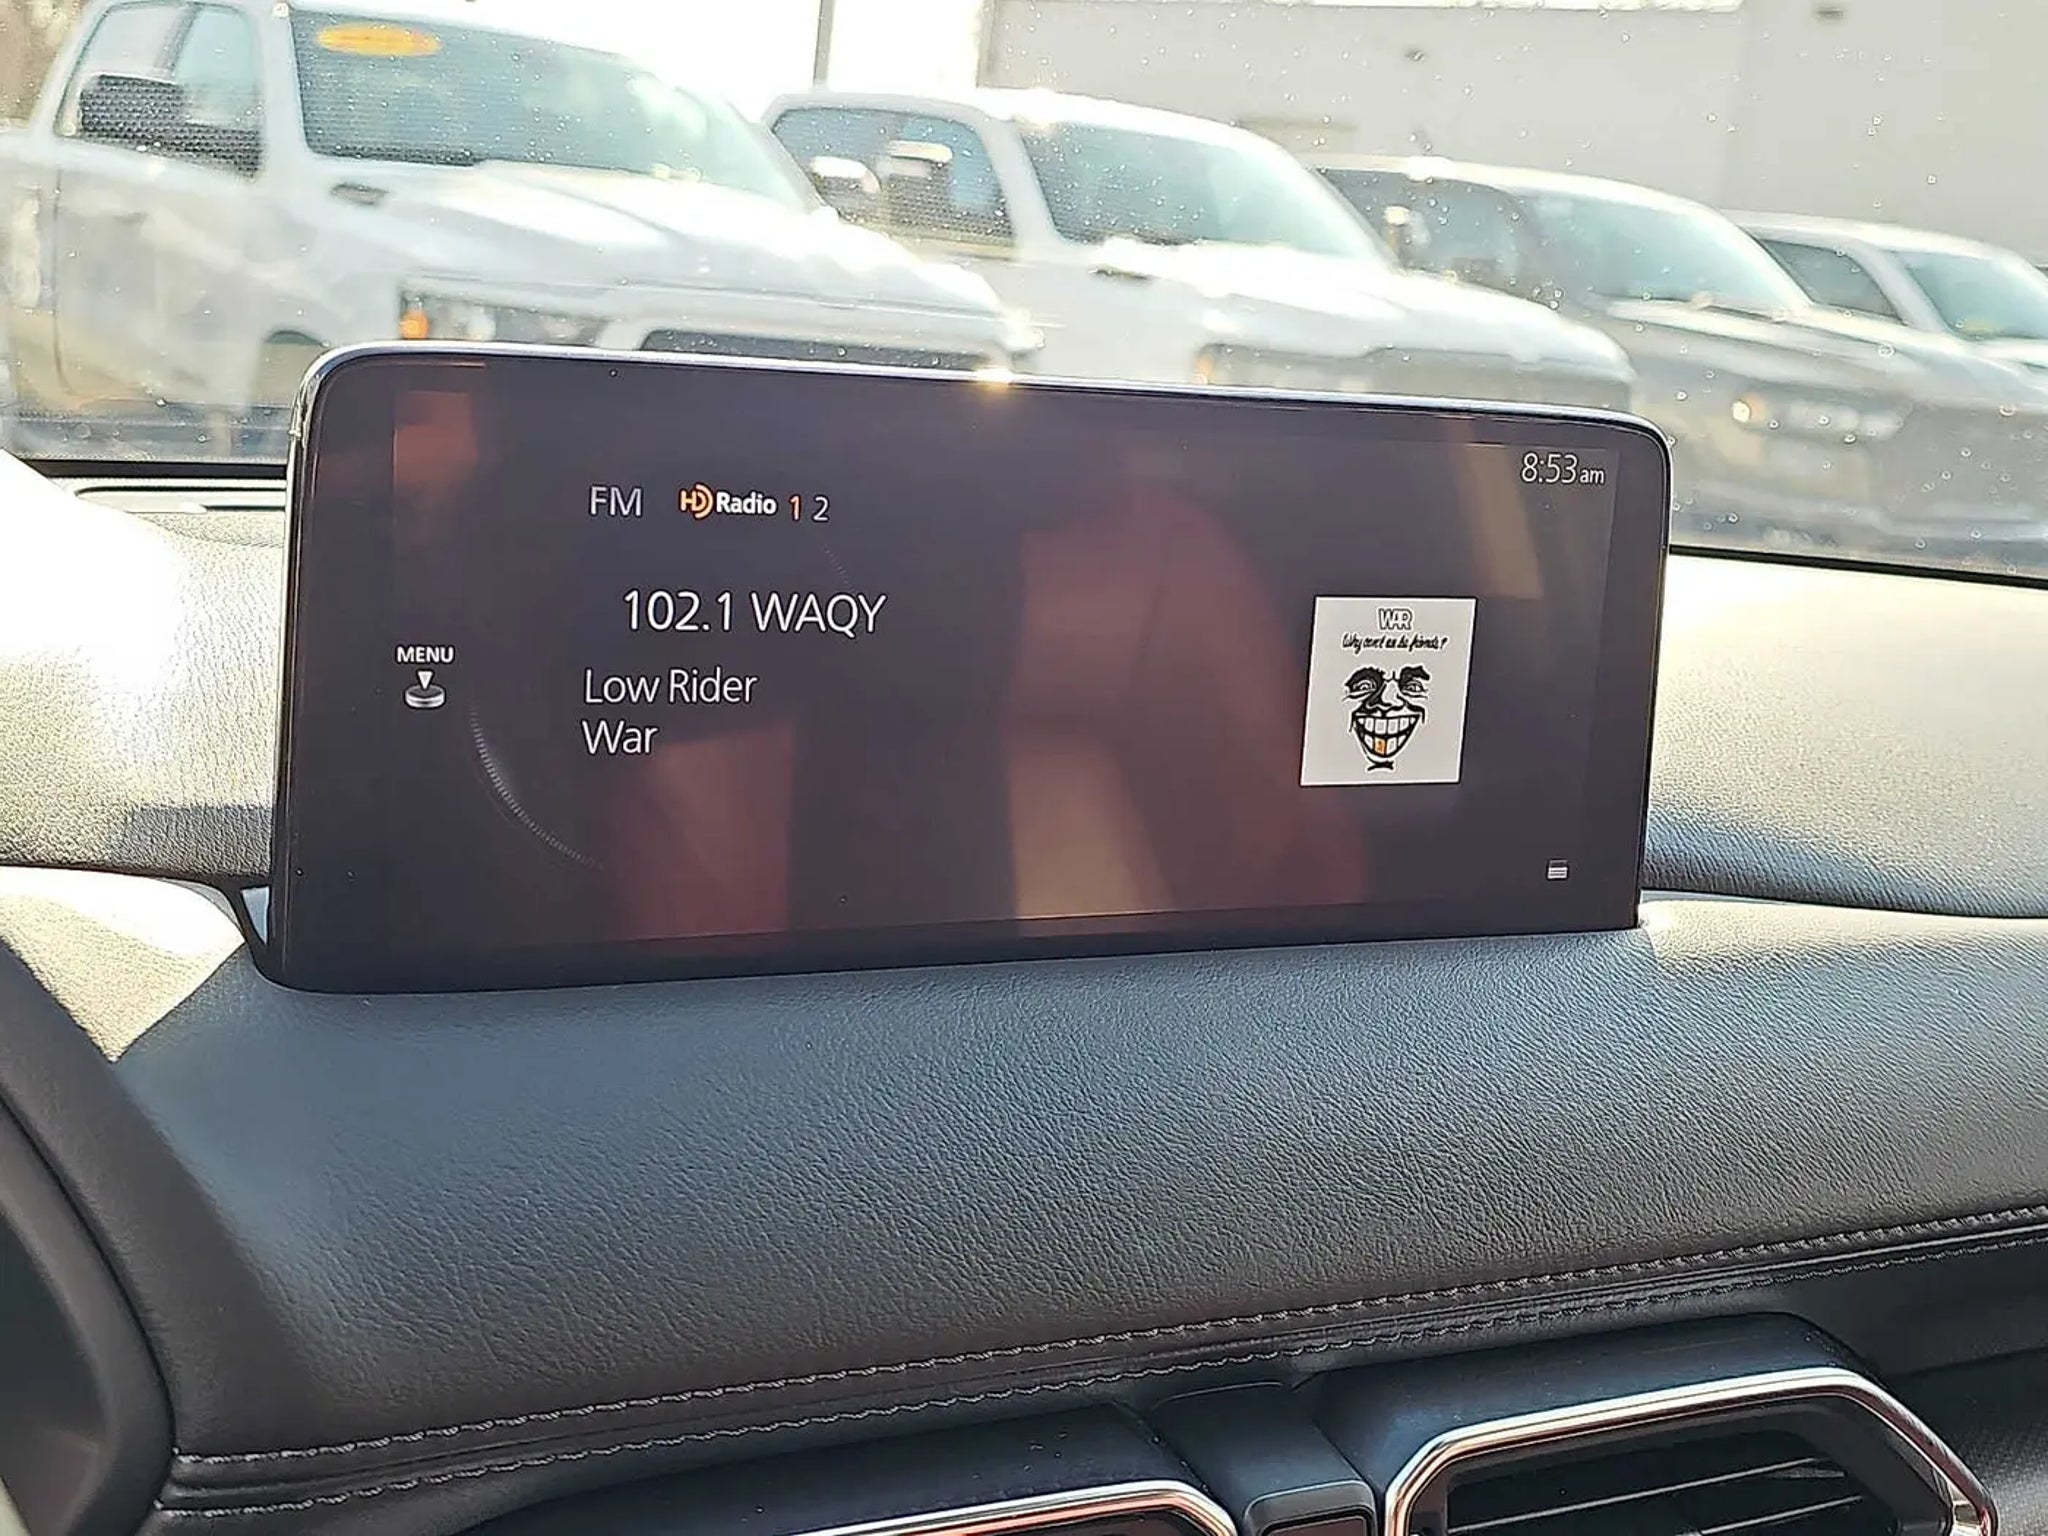 8:53am
FM HD Radio 1 2
102.1 WAQY
MENU
Low Rider
War
WAR
Why can't we be friends?